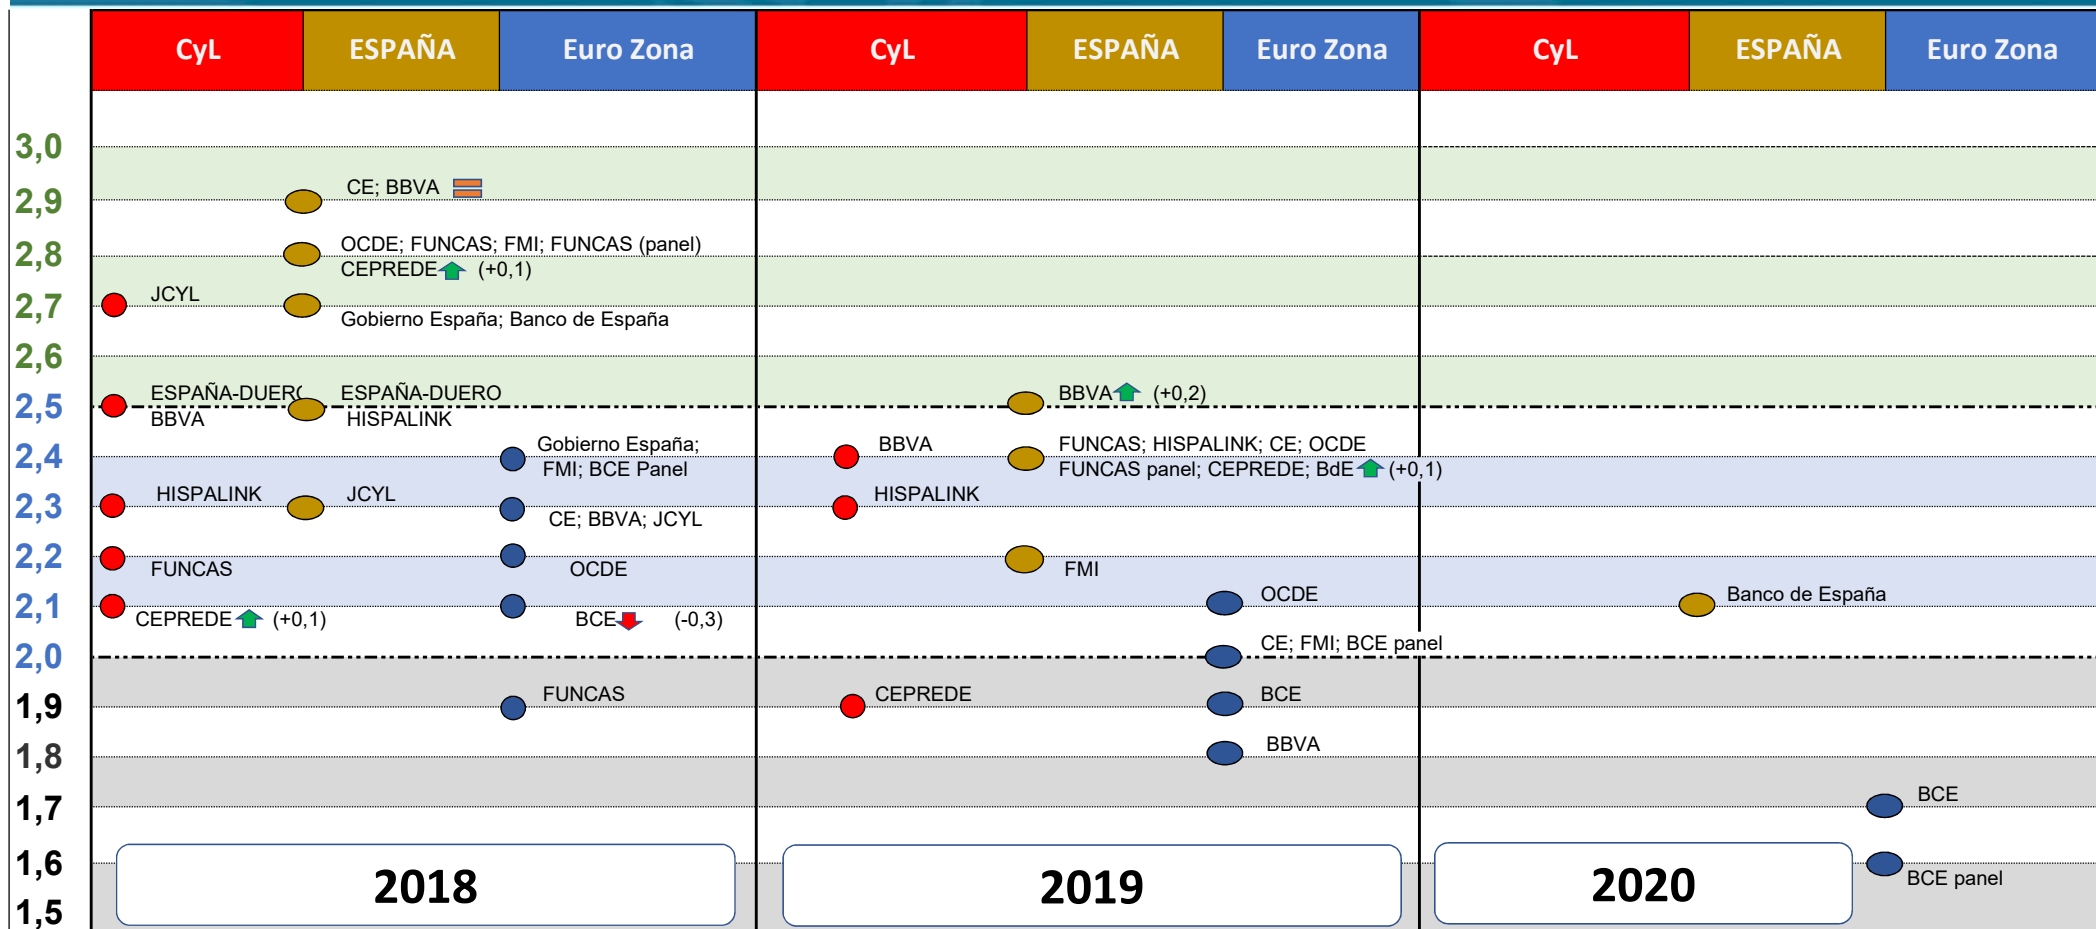 CyL ESPAÑA Euro Zona CyL ESPAÑA Euro Zona CyL ESPAÑA Euro Zona
3,0
CE; BBVA
2,9
OCDE; FUNCAS; FMI; FUNCAS (panel)
2,8
CEPREDE (+0,1)
JCYL
2,7
Gobierno España; Banco de España
2,6
ESPAÑA-DUERO ESPAÑA-DUERO BBVA (+0,2)
2,5
BBVA HISPALINK
Gobierno España; BBVA FUNCAS; HISPALINK; CE; OCDE
2,4
FMI; BCE Panel FUNCAS panel; CEPREDE; BdE (+0,1)
HISPALINK JCYL HISPALINK
2,3
CE; BBVA; JCYL
2,2
FUNCAS OCDE FMI
OCDE Banco de España
2,1
CEPREDE (+0,1) BCE (-0,3)
CE; FMI; BCE panel
2,0
FUNCAS CEPREDE BCE
1,9
BBVA
1,8
BCE
1,7
1,6
BCE panel
2018 2019 2020
1,5